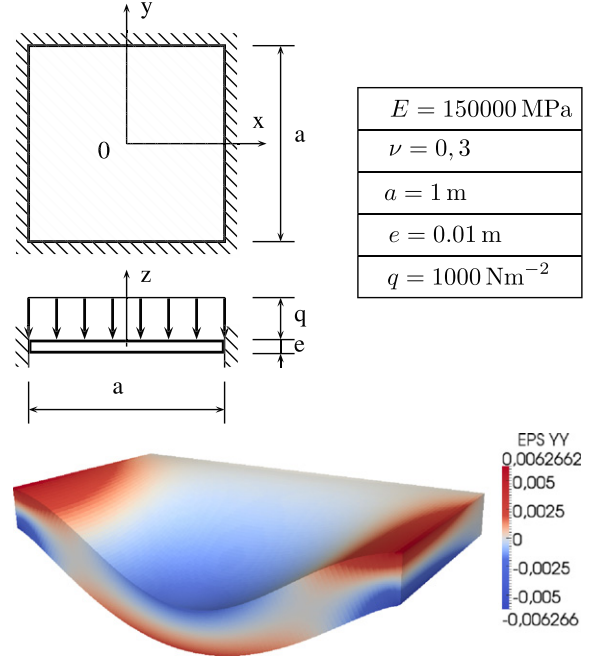 y
x
0
a
z
q
e
a
E = 150000 MPa
ν = 0, 3
a = 1 m
e = 0.01 m
q = 1000 Nm⁻²
EPS YY
0,0062662
0,005
0,0025
0
-0,0025
-0,005
-0,006266